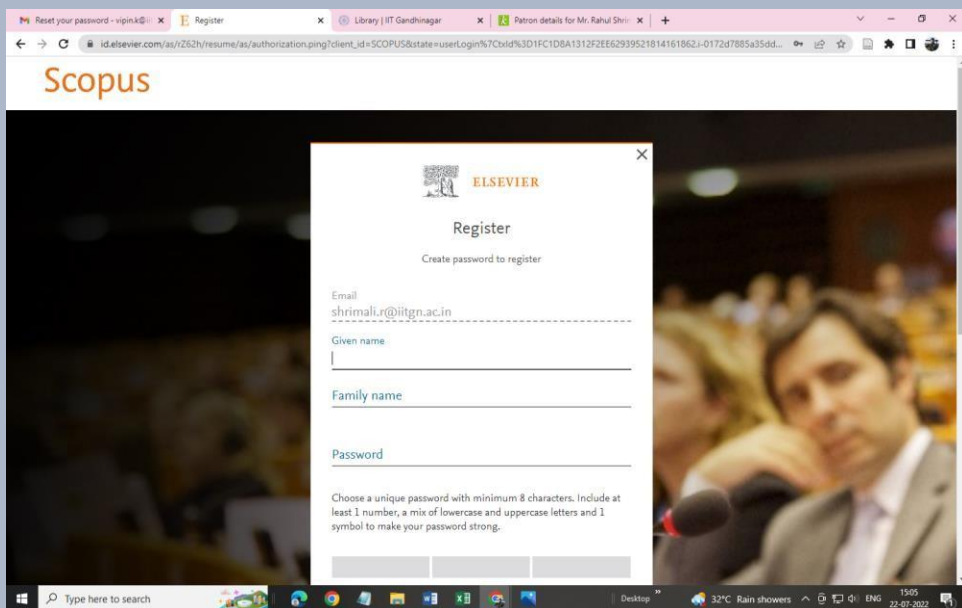 Reset your password - vipin.k@ii
Register
Library | IIT Gandhinagar
Patron details for Mr. Rahul Shrim
id.elsevier.com/as/rZ62h/resume/as/authorization.ping?client_id=SCOPUS&state=userLogin%7CtxId%3D1FC1D8A1312F2EE62939521814161862.i-0172d7885a35dd...
Scopus
ELSEVIER
Register
Create password to register
Email
shrimali.r@iitgn.ac.in
Given name
Family name
Password
Choose a unique password with minimum 8 characters. Include at
least 1 number, a mix of lowercase and uppercase letters and 1
symbol to make your password strong.
Type here to search
Desktop
32°C Rain showers
ENG
15:05
22-07-2022